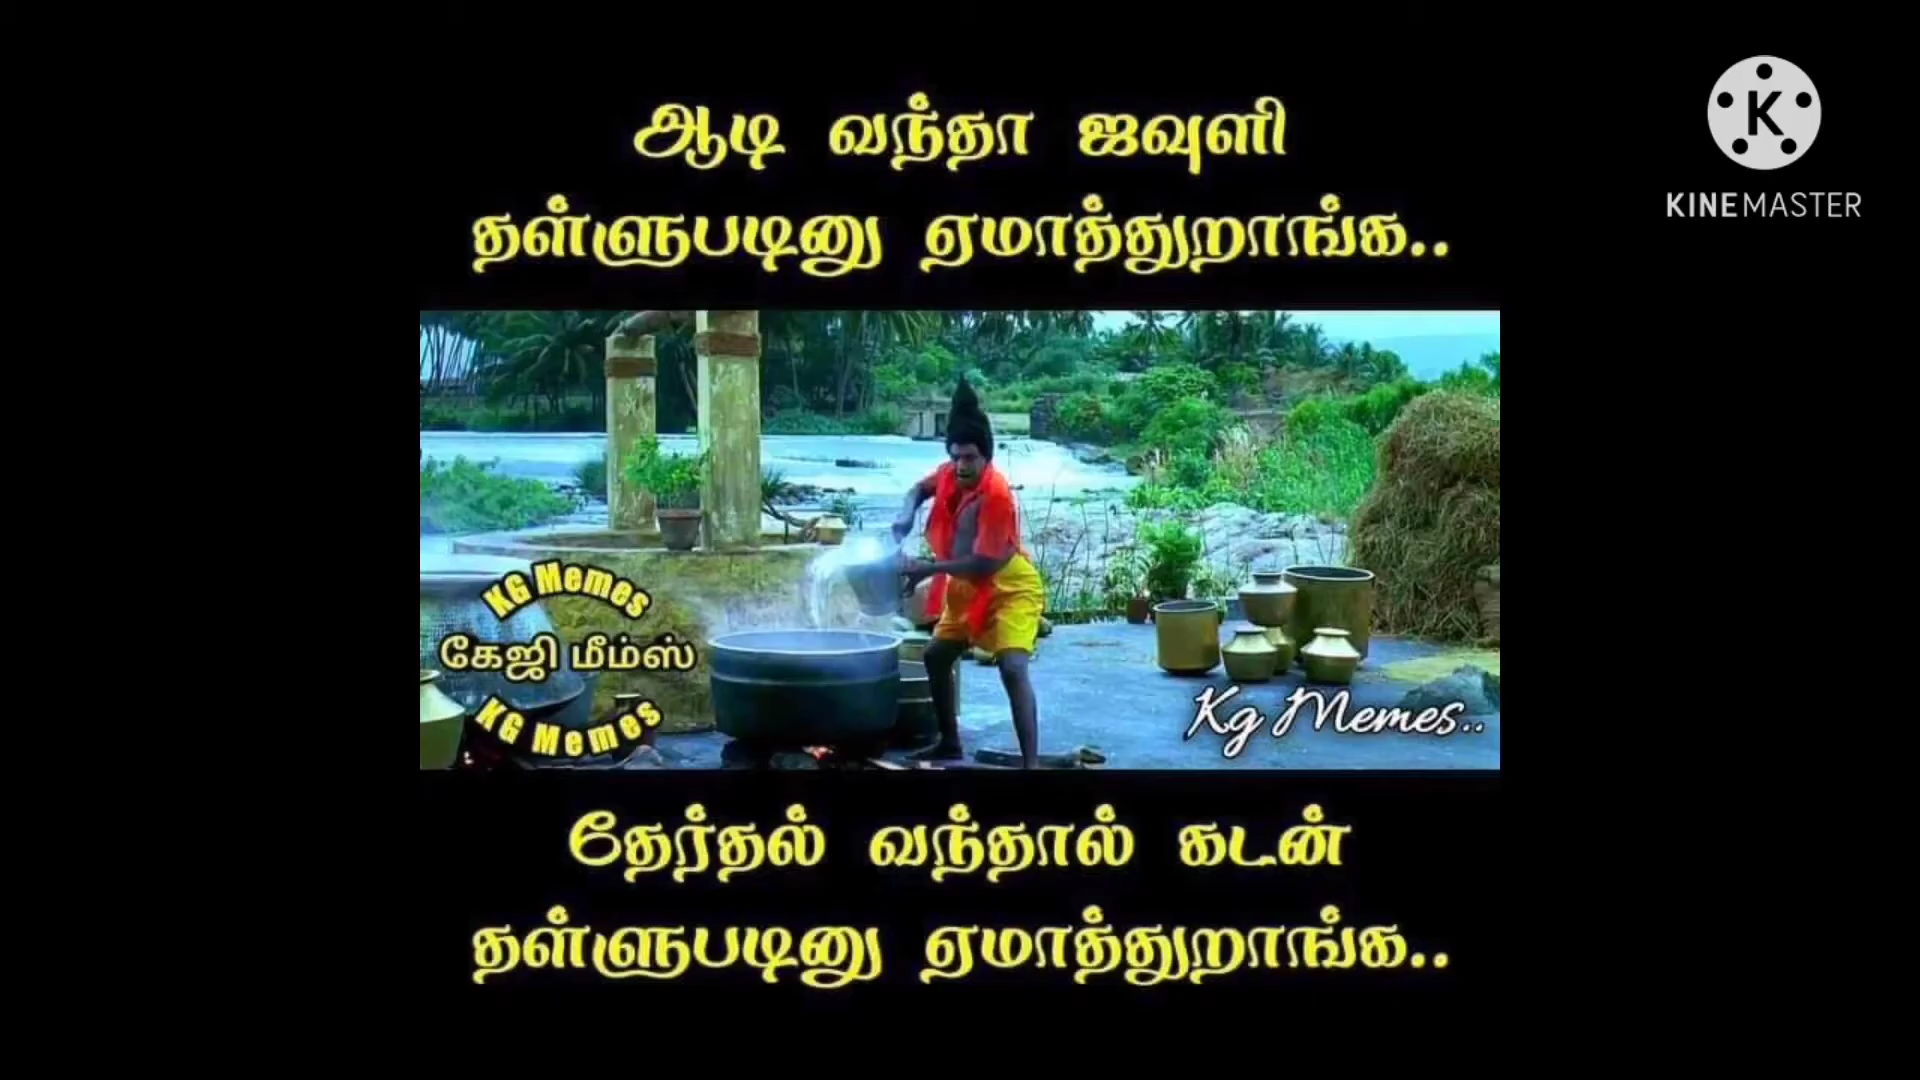 ஆடி வந்தா ஜவுளி
தள்ளுபடினு ஏமாத்துறாங்க..
K
KINEMASTER
KG Memes
கேஜி மீம்ஸ்
KG Memes
Kg Memes..
தேர்தல் வந்தால் கடன்
தள்ளுபடினு ஏமாத்துறாங்க..